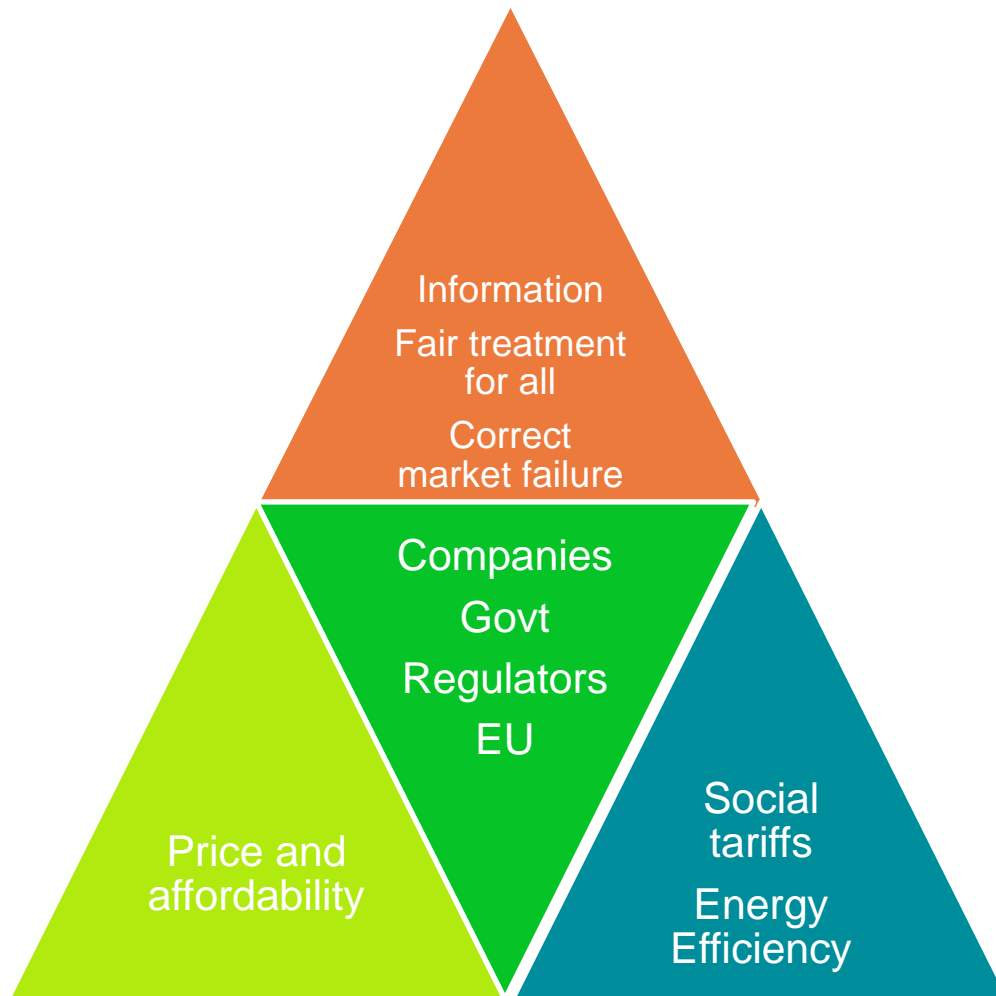 Information
Fair treatment
for all
Correct
market failure
Companies
Govt
Regulators
EU
Price and
affordability
Social
tariffs
Energy
Efficiency